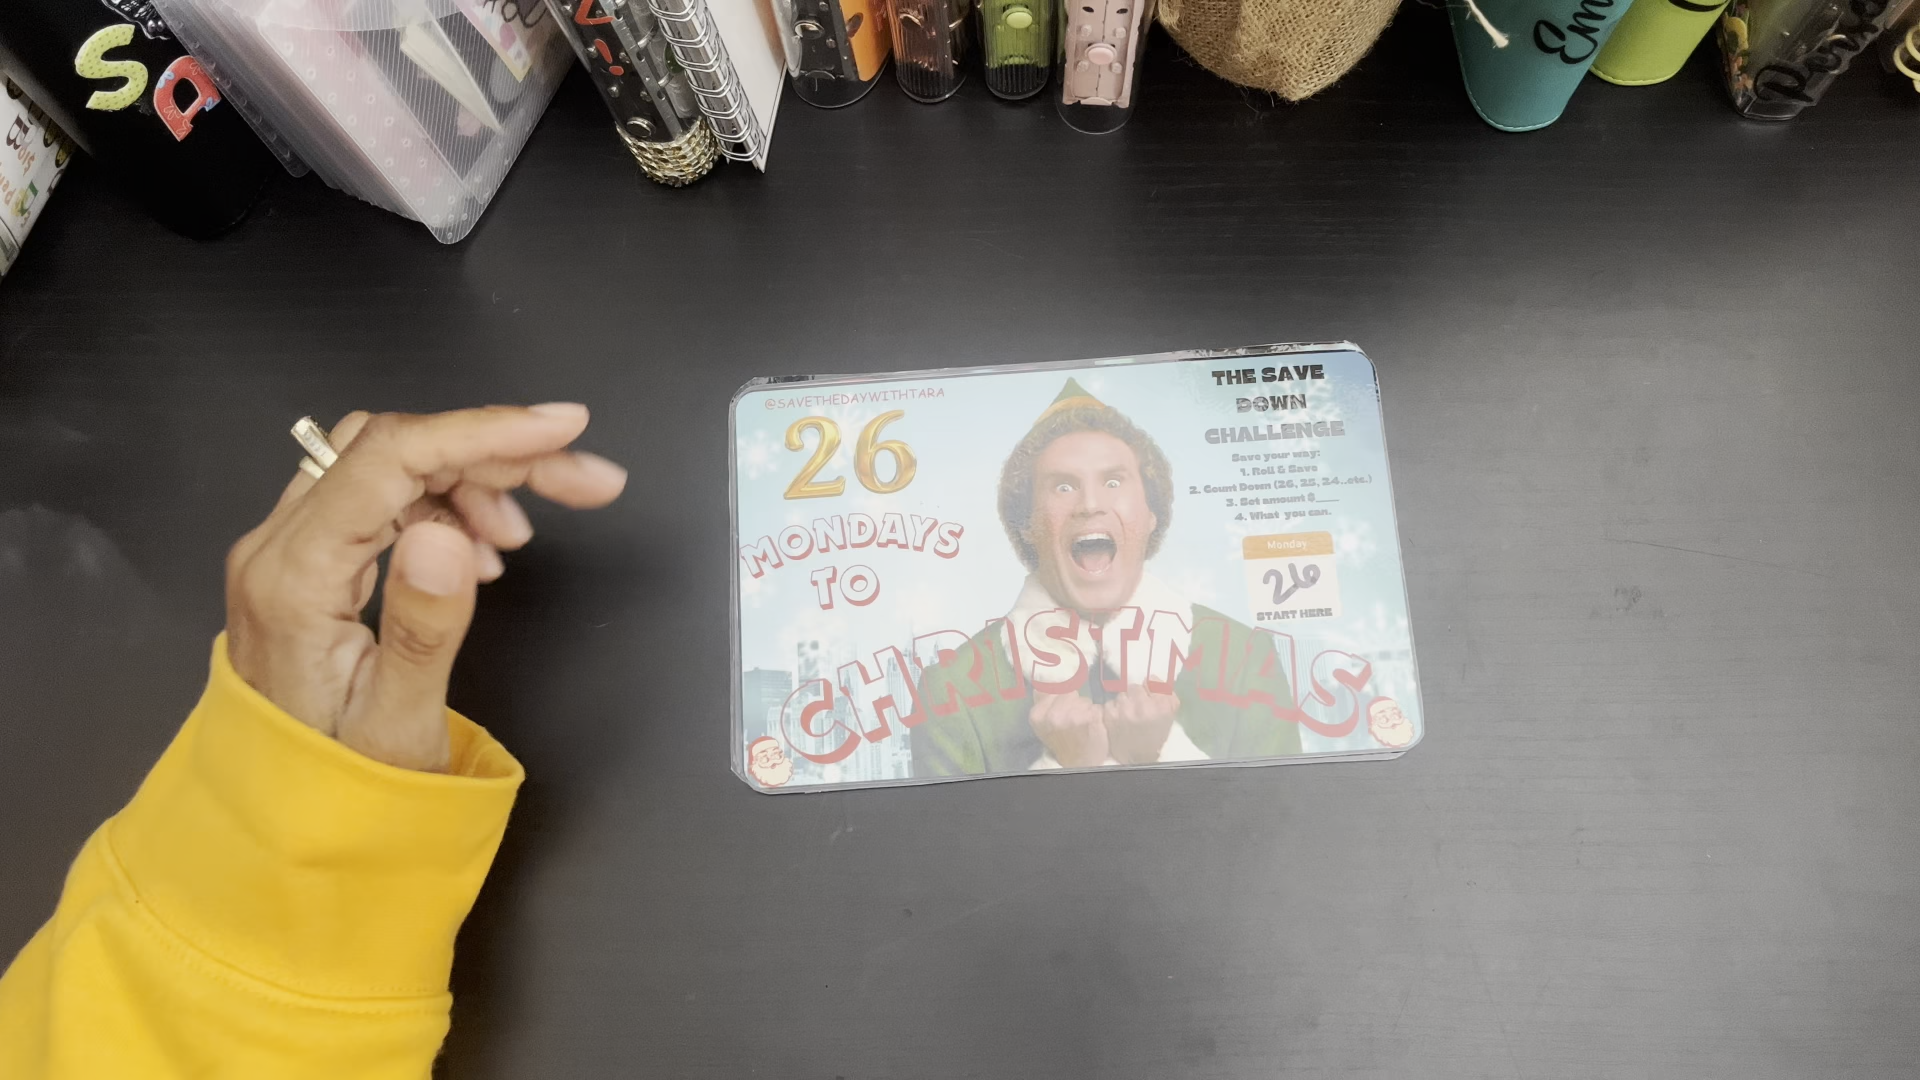 @SAVETHEDAYWITHTARA
26
MONDAYS
TO
CHRISTMAS
THE SAVE
DOWN
CHALLENGE
Save your way:
1. Roll & Save
2. Count Down (26, 25, 24..etc.)
3. Set amount $____
4. What you can.
Monday
26
START HERE